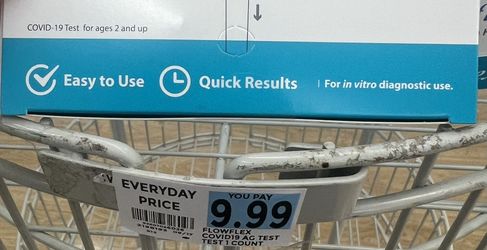 COVID-19 Test for ages 2 and up
Easy to Use
Quick Results
For in vitro diagnostic use.
EVERYDAY
PRICE
YOU PAY
9.99
FLOWFLEX
COVID19 AG TEST
TEST 1 COUNT